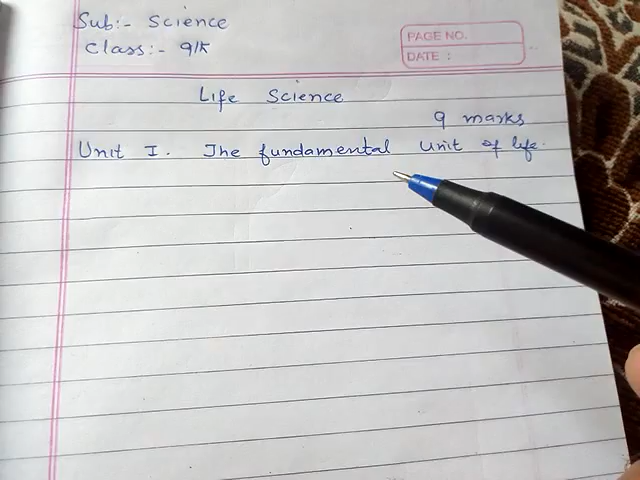 Sub:- Science
Class:- 9th
PAGE NO.
DATE :
Life Science
9 marks
Unit I. The fundamental Unit of life.